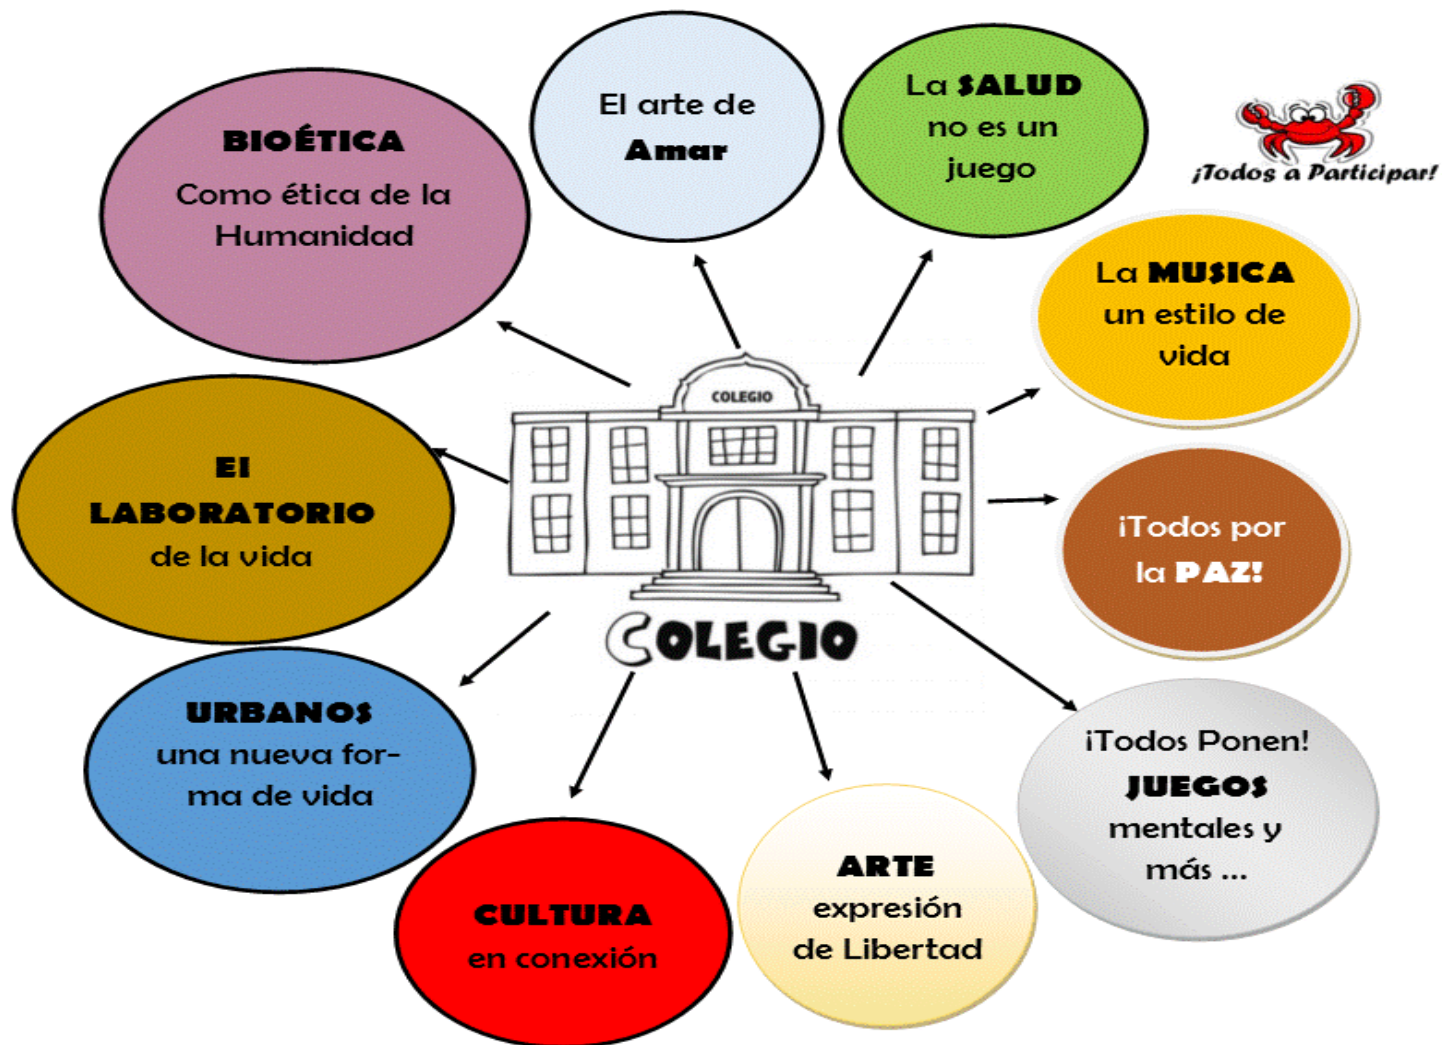 BIOÉTICA
Como ética de la
Humanidad
El arte de
Amar
La SALUD
no es un
juego
¡Todos a Participar!
La MUSICA
un estilo de
vida
¡Todos por
la PAZ!
¡Todos Ponen!
JUEGOS
mentales y
más ...
ARTE
expresión
de Libertad
CULTURA
en conexión
URBANOS
una nueva for-
ma de vida
El
LABORATORIO
de la vida
COLEGIO
COLEGIO